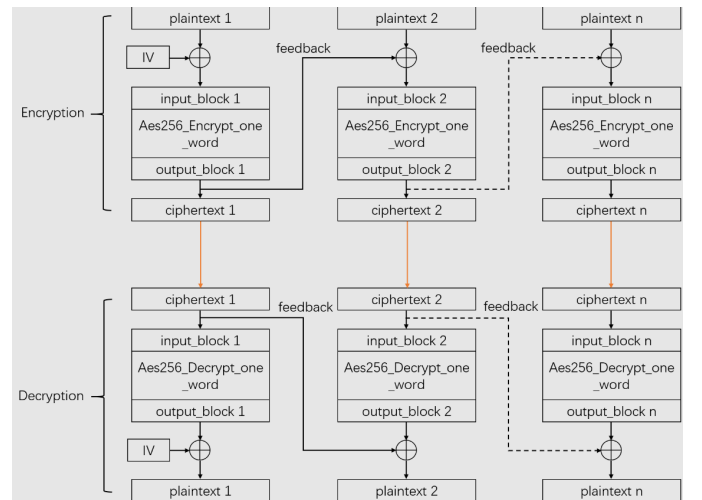 plaintext 1
plaintext 2
plaintext n
IV
feedback
feedback
Encryption
input_block 1
input_block 2
input_block n
Aes256_Encrypt_one
_word
Aes256_Encrypt_one
_word
Aes256_Encrypt_one
_word
output_block 1
output_block 2
output_block n
ciphertext 1
ciphertext 2
ciphertext n
ciphertext 1
ciphertext 2
ciphertext n
feedback
feedback
Decryption
input_block 1
input_block 2
input_block n
Aes256_Decrypt_one
_word
Aes256_Decrypt_one
_word
Aes256_Decrypt_one
_word
output_block 1
output_block 2
output_block n
IV
plaintext 1
plaintext 2
plaintext n